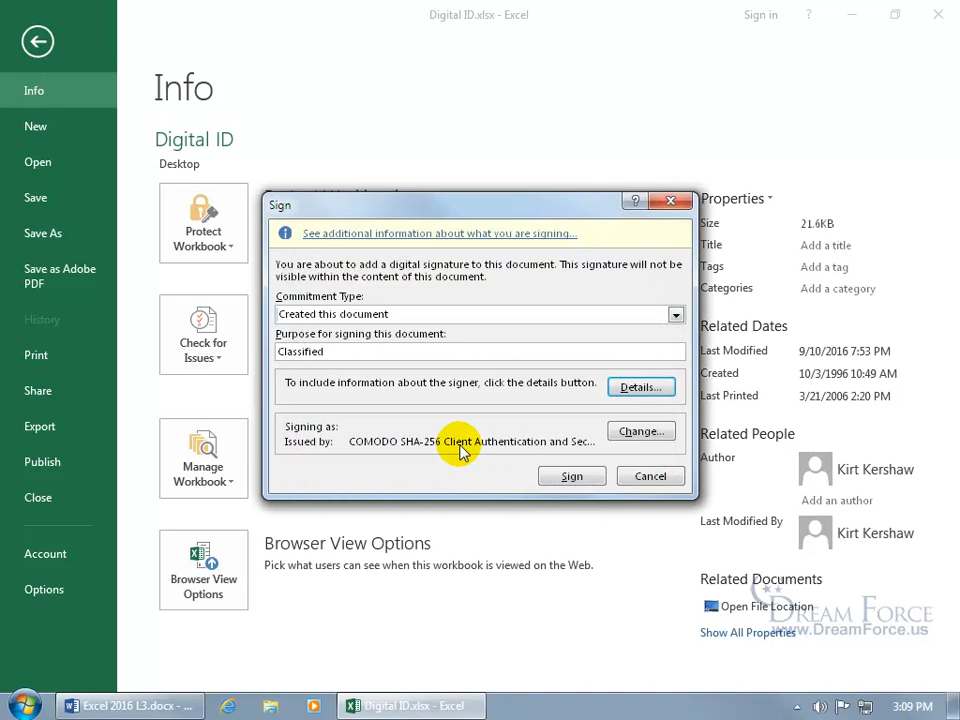 Digital ID.xlsx - Excel
Sign in
?
Info
Info
New
Open
Save
Save As
Save as Adobe
PDF
History
Print
Share
Export
Publish
Close
Account
Options
Digital ID
Desktop
Protect
Workbook
Check for
Issues
Manage
Workbook
Browser View
Options
Sign
?
See additional information about what you are signing...
You are about to add a digital signature to this document. This signature will not be
visible within the content of this document.
Commitment Type:
Created this document
Purpose for signing this document:
Classified
To include information about the signer, click the details button.
Details...
Signing as:
Issued by: COMODO SHA-256 Client Authentication and Sec...
Change...
Sign
Cancel
Browser View Options
Pick what users can see when this workbook is viewed on the Web.
Properties
Size 21.6KB
Title Add a title
Tags Add a tag
Categories Add a category
Related Dates
Last Modified 9/10/2016 7:53 PM
Created 10/3/1996 10:49 AM
Last Printed 3/21/2006 2:20 PM
Related People
Author Kirt Kershaw
Add an author
Last Modified By Kirt Kershaw
Related Documents
Open File Location
Show All Properties
DREAM FORCE
www.DreamForce.us
Excel 2016 L3.docx - ...
Digital ID.xlsx - Excel
3:09 PM